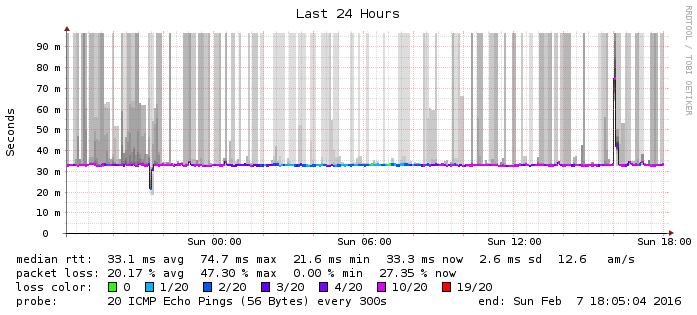 Last 24 Hours
RRDTOOL / TOBI OETIKER
Seconds
90 m
80 m
70 m
60 m
50 m
40 m
30 m
20 m
10 m
0
Sun 00:00 Sun 06:00 Sun 12:00 Sun 18:00
median rtt: 33.1 ms avg 74.7 ms max 21.6 ms min 33.3 ms now 2.6 ms sd 12.6 am/s
packet loss: 20.17 % avg 47.30 % max 0.00 % min 27.35 % now
loss color: 0 1/20 2/20 3/20 4/20 10/20 19/20
probe: 20 ICMP Echo Pings (56 Bytes) every 300s end: Sun Feb 7 18:05:04 2016